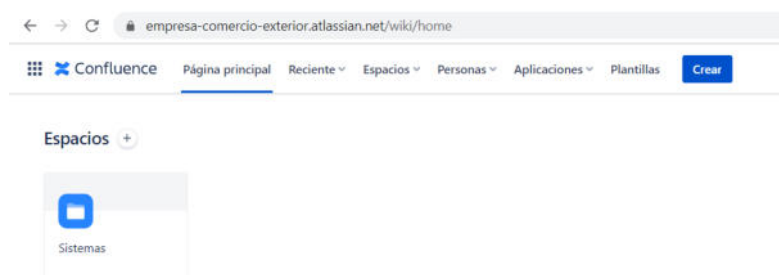 empresa-comercio-exterior.atlassian.net/wiki/home
Confluence Página principal Reciente Espacios Personas Aplicaciones Plantillas Crear
Espacios +
Sistemas